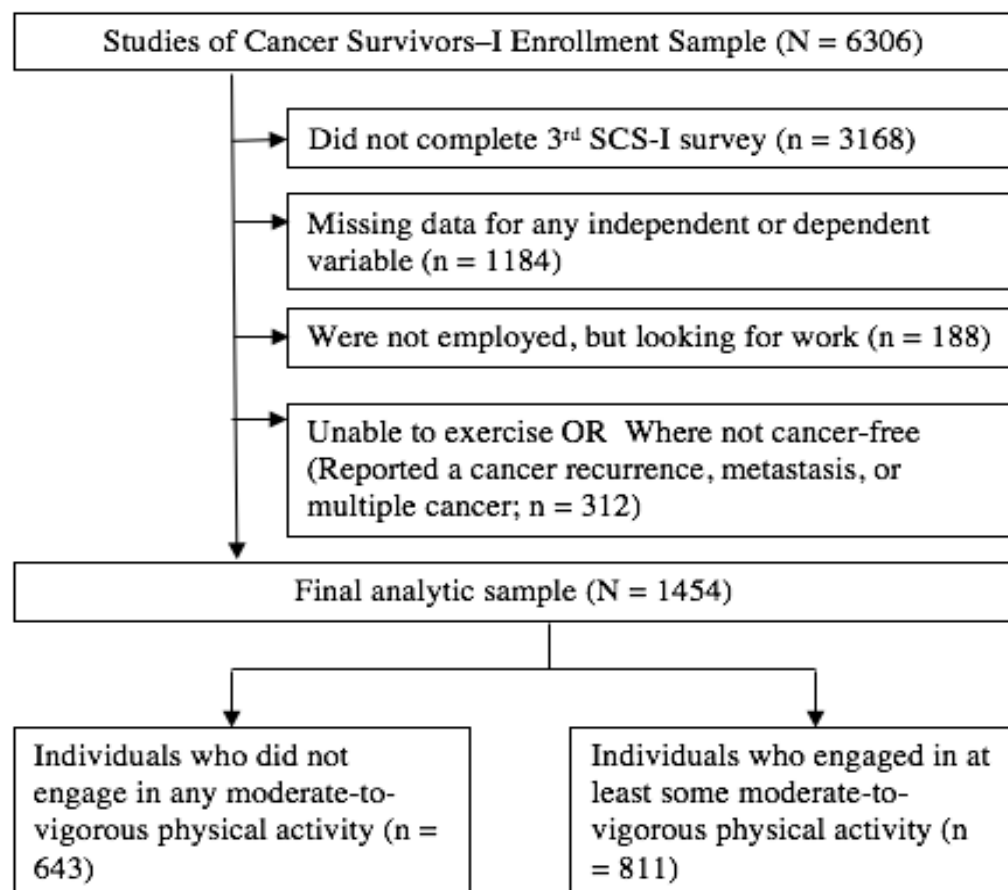 Studies of Cancer Survivors–I Enrollment Sample (N = 6306)
Did not complete 3rd SCS-I survey (n = 3168)
Missing data for any independent or dependent
variable (n = 1184)
Were not employed, but looking for work (n = 188)
Unable to exercise OR  Where not cancer-free
(Reported a cancer recurrence, metastasis, or
multiple cancer; n = 312)
Final analytic sample (N = 1454)
Individuals who did not
engage in any moderate-to-
vigorous physical activity (n =
643)
Individuals who engaged in at
least some moderate-to-
vigorous physical activity (n
= 811)